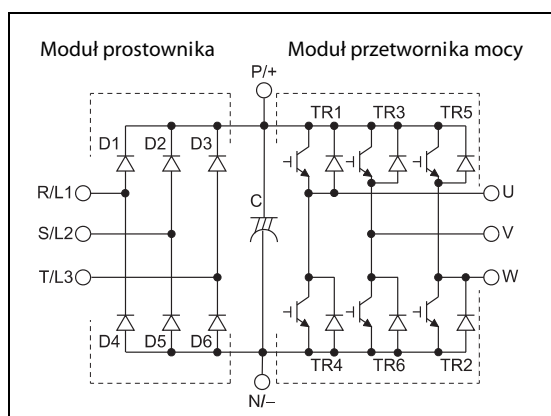 Moduł prostownika
Moduł przetwornika mocy
P/+
TR1 TR3 TR5
D1 D2 D3
R/L1
U
C
S/L2
V
T/L3
W
D4 D5 D6
TR4 TR6 TR2
N/−